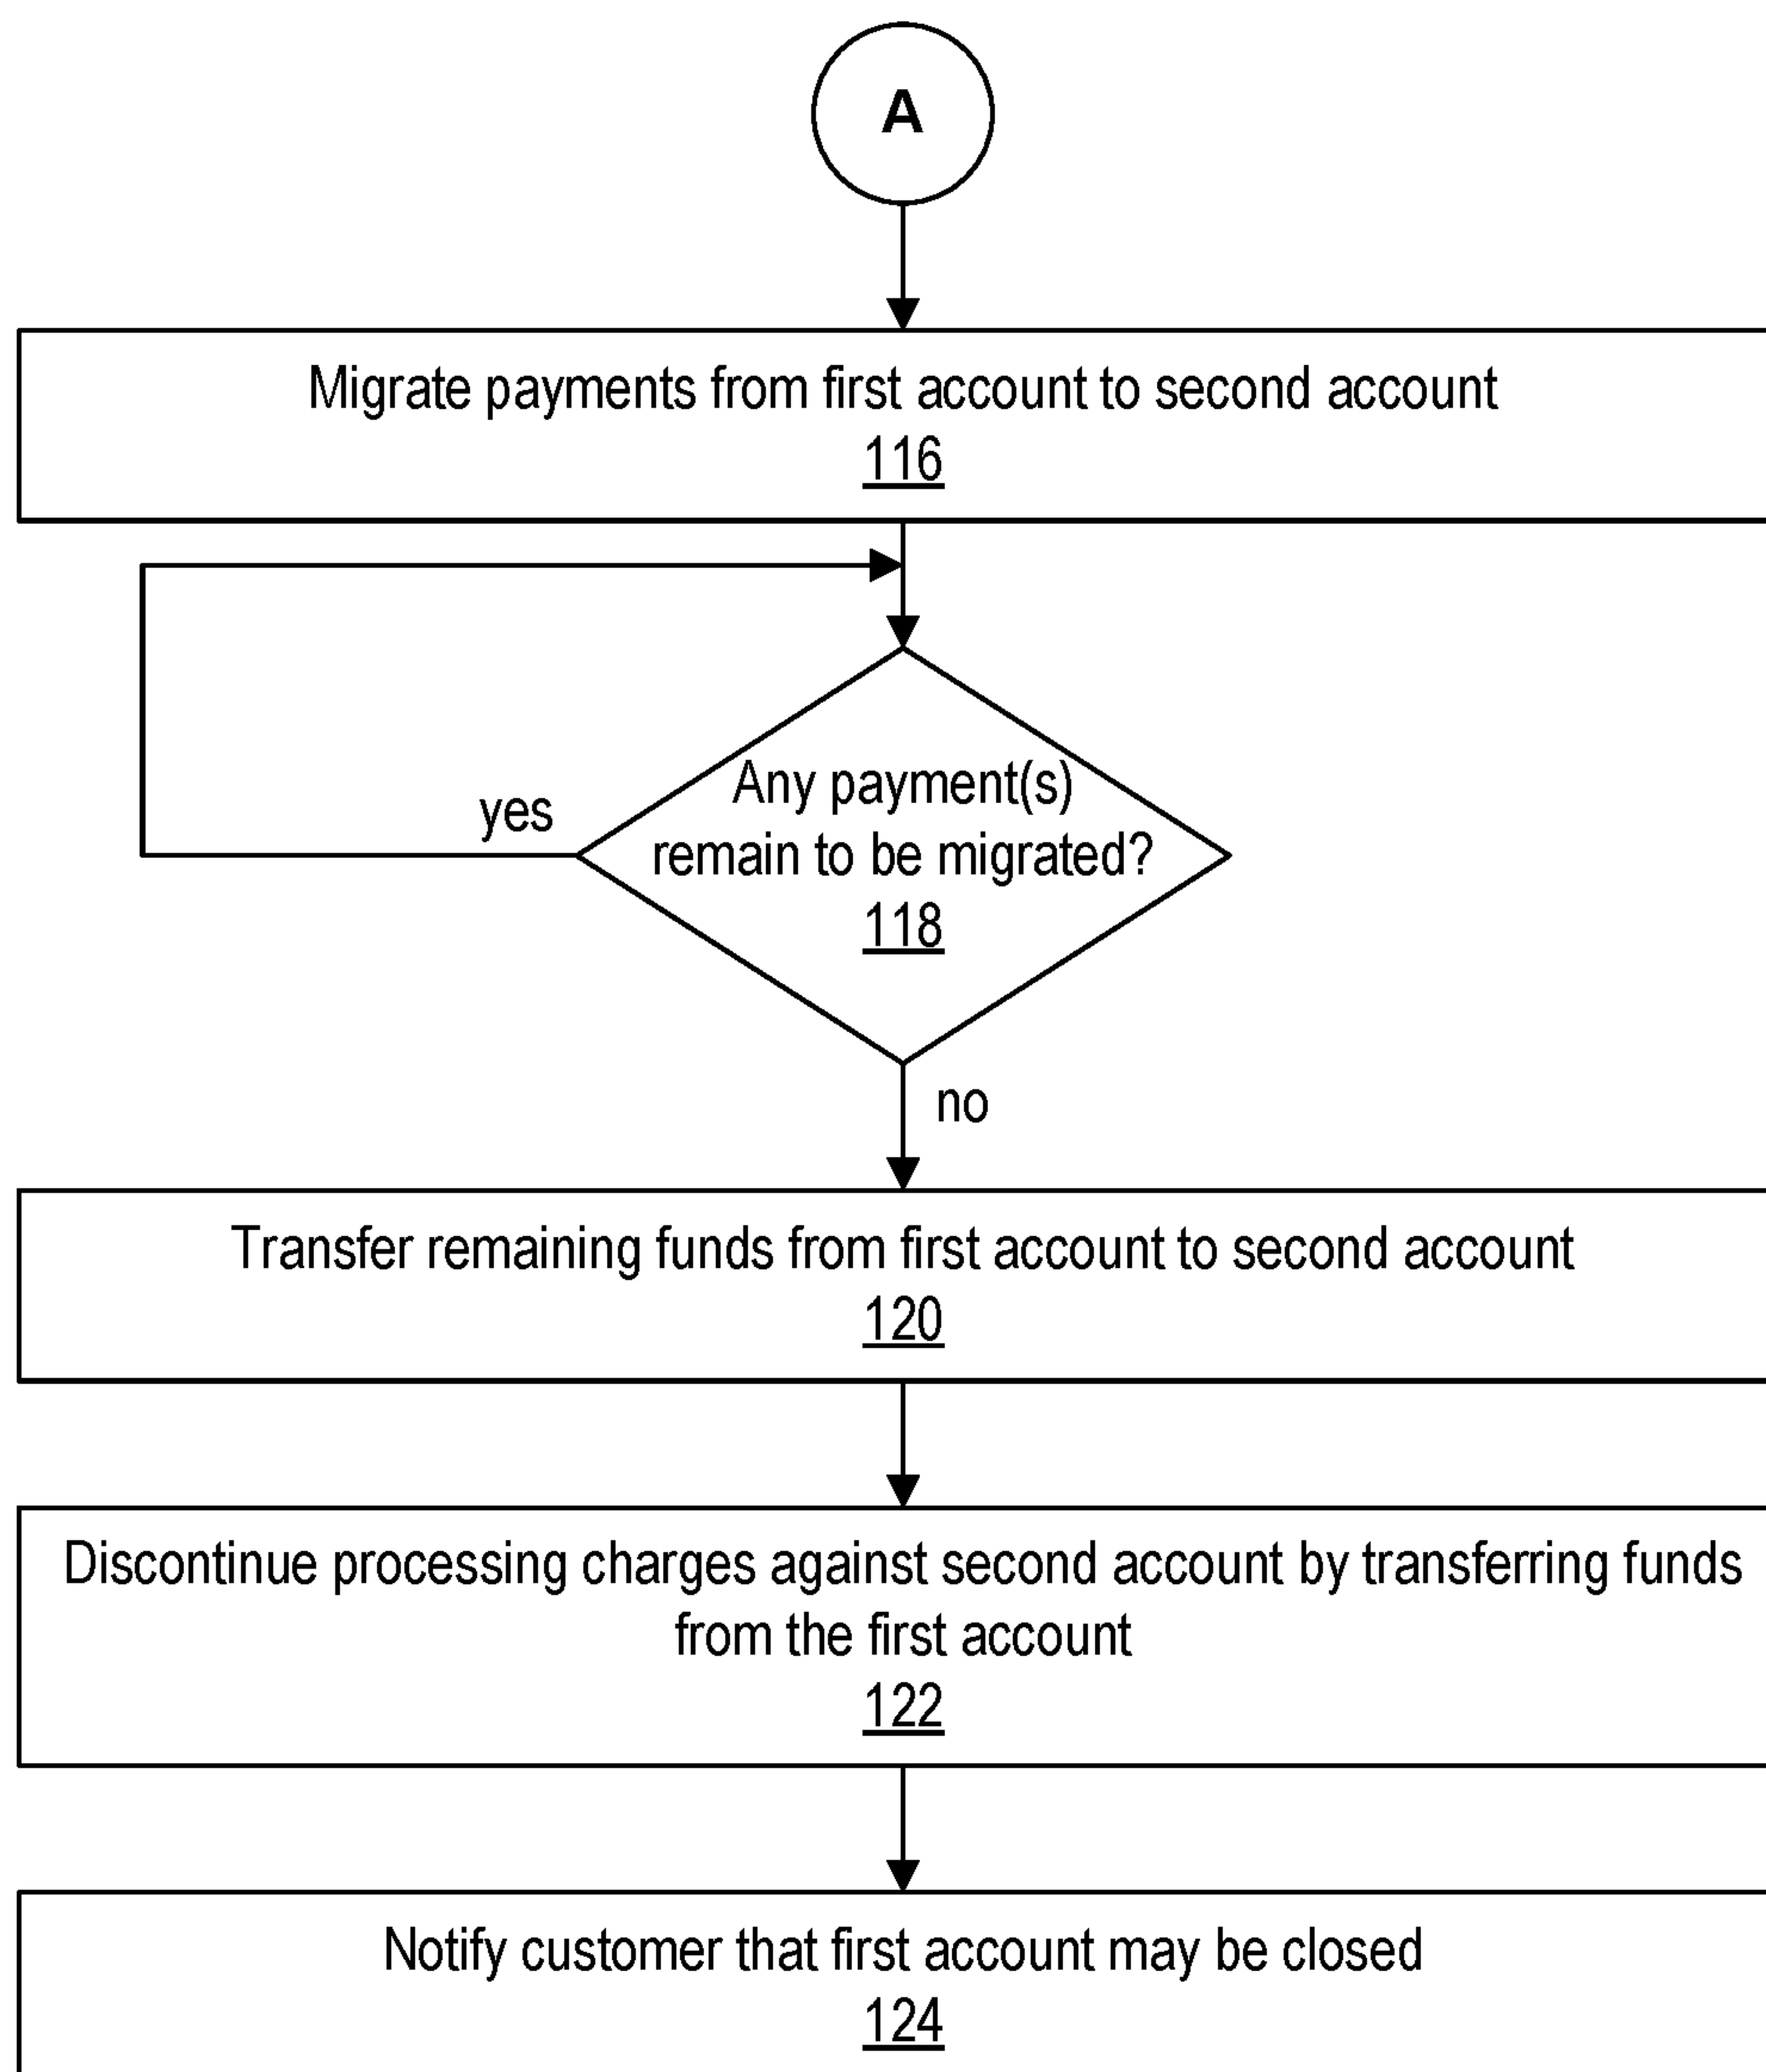 A
Migrate payments from first account to second account
116
yes
Any payment(s)
remain to be migrated?
118
no
Transfer remaining funds from first account to second account
120
Discontinue processing charges against second account by transferring funds
from the first account
122
Notify customer that first account may be closed
124